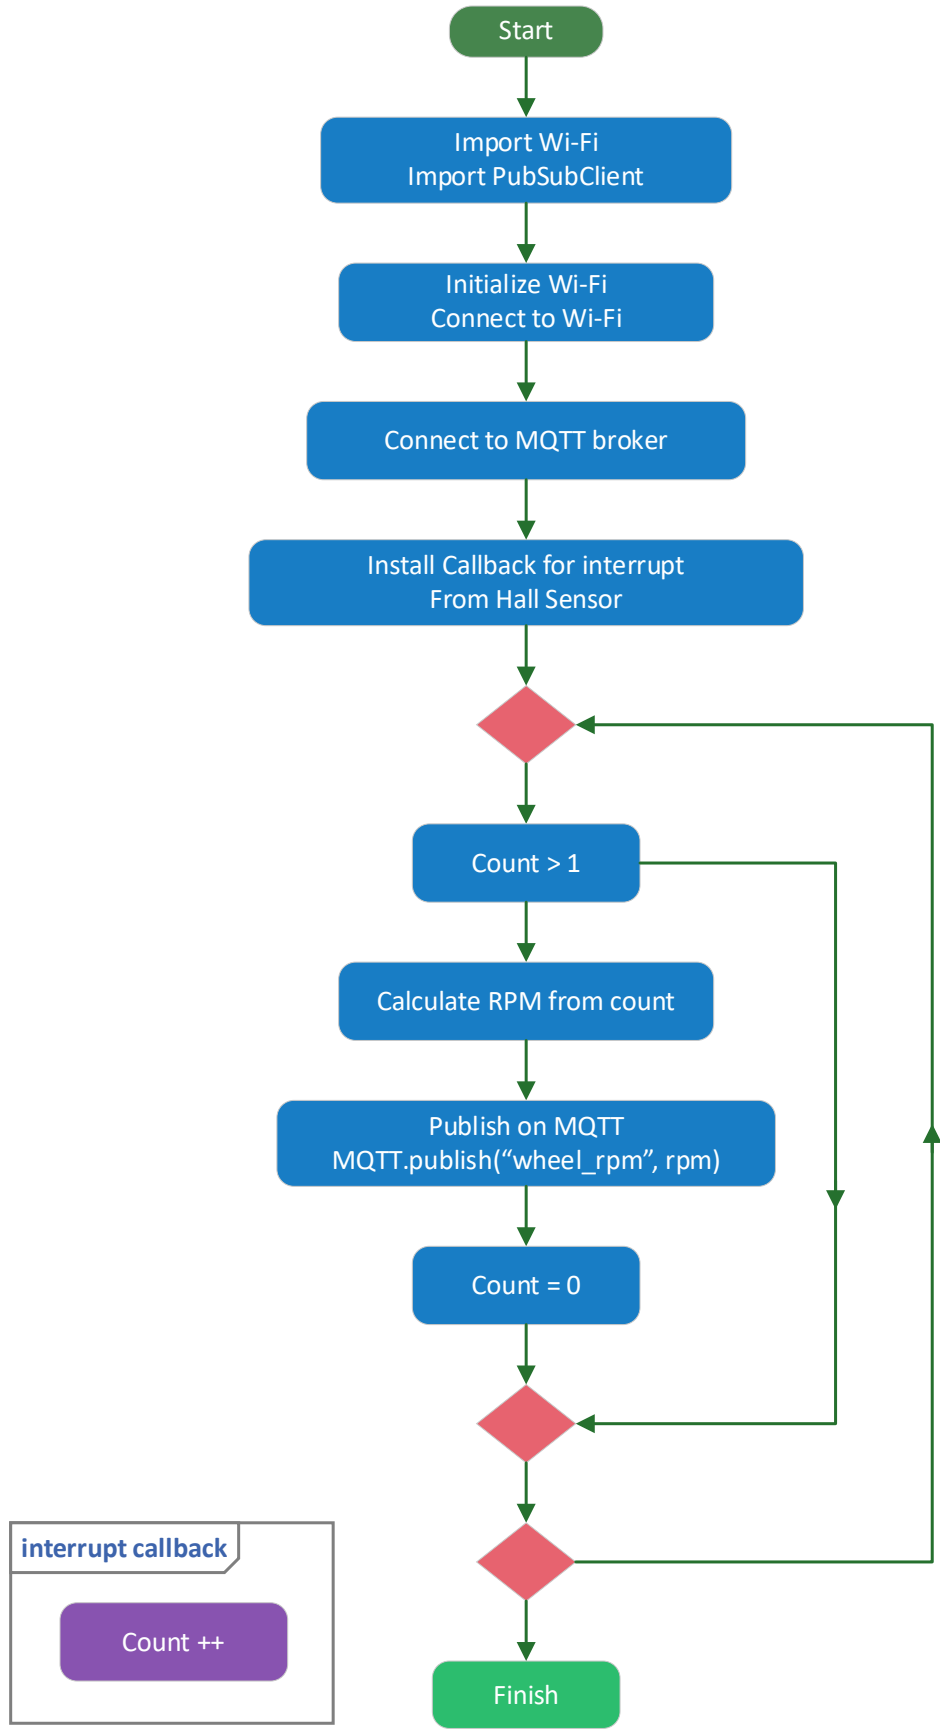 Start
Import Wi-Fi
Import PubSubClient
Initialize Wi-Fi
Connect to Wi-Fi
Connect to MQTT broker
Install Callback for interrupt
From Hall Sensor
Count > 1
Calculate RPM from count
Publish on MQTT
MQTT.publish(“wheel_rpm”, rpm)
Count = 0
interrupt callback
Count ++
Finish